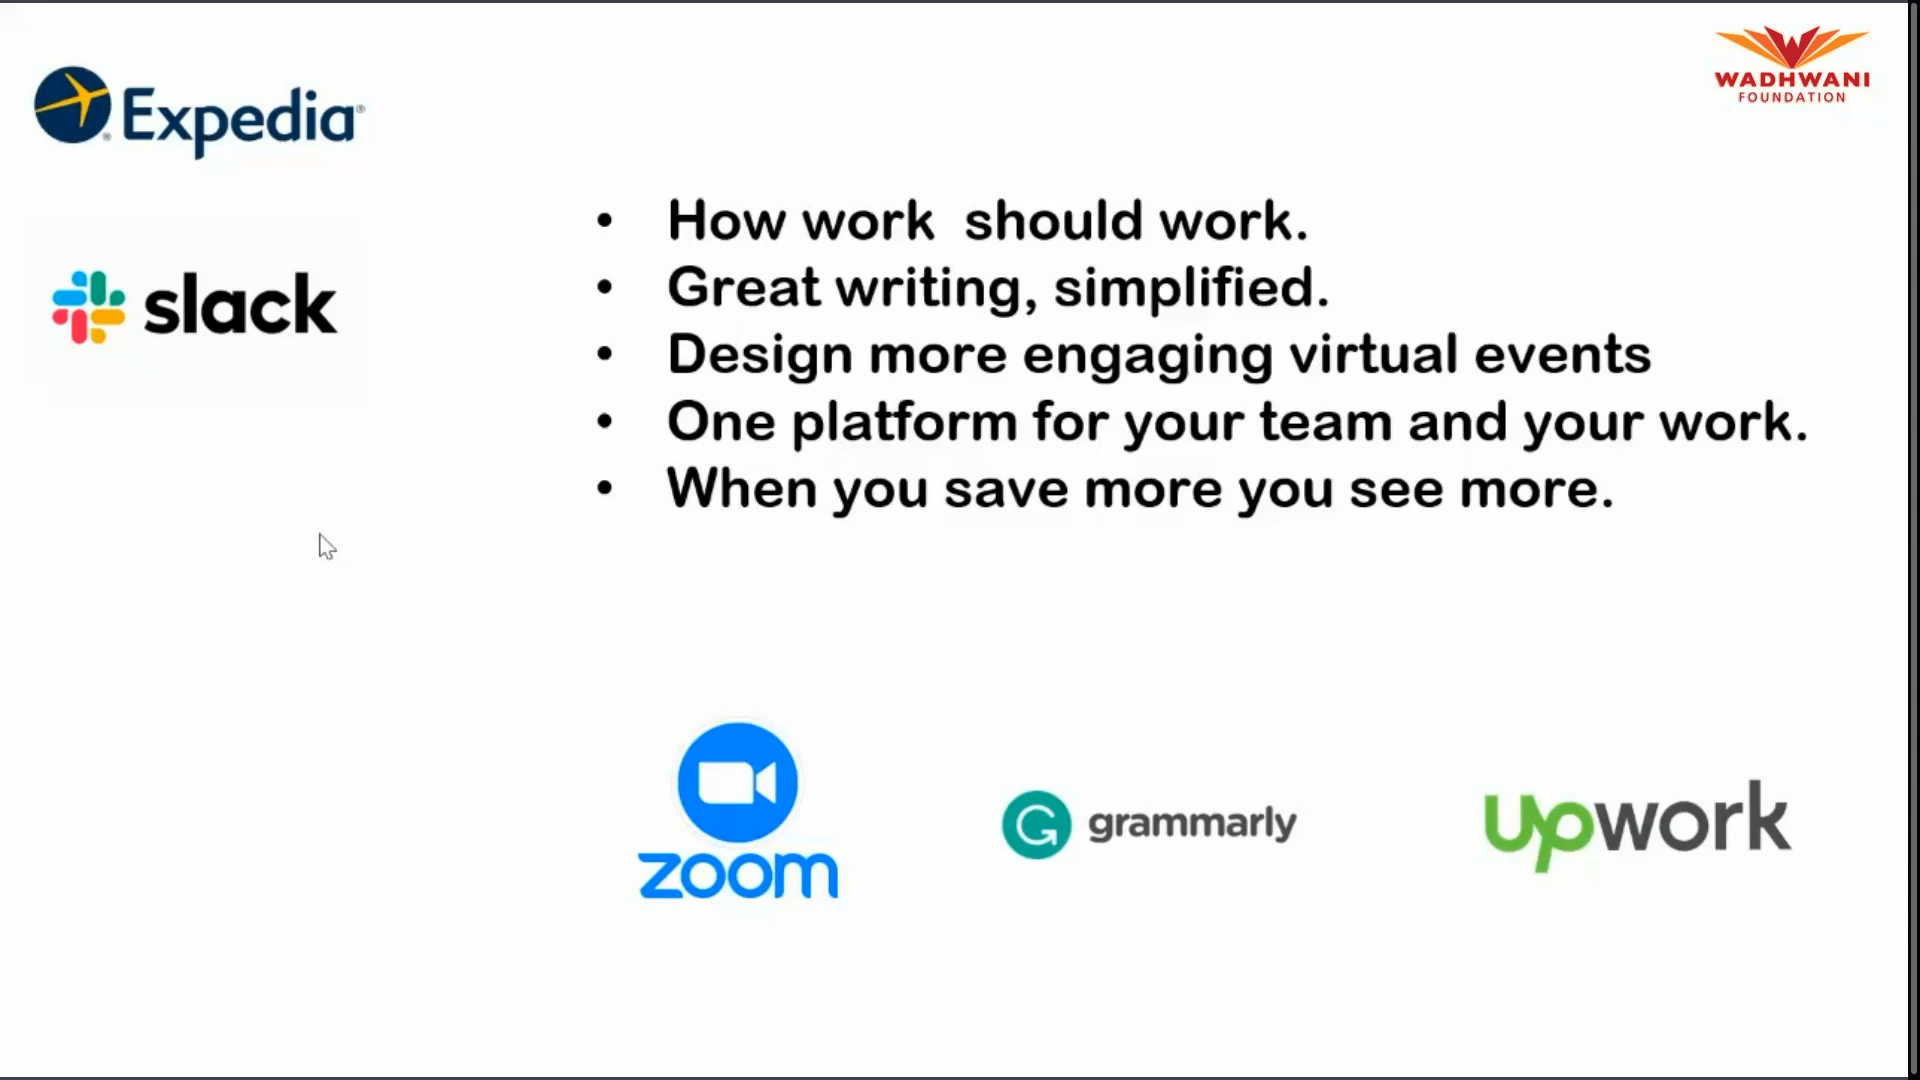 Expedia®
WADHWANI
FOUNDATION
slack
• How work  should work.
• Great writing, simplified.
• Design more engaging virtual events
• One platform for your team and your work.
• When you save more you see more.
zoom
grammarly
upwork